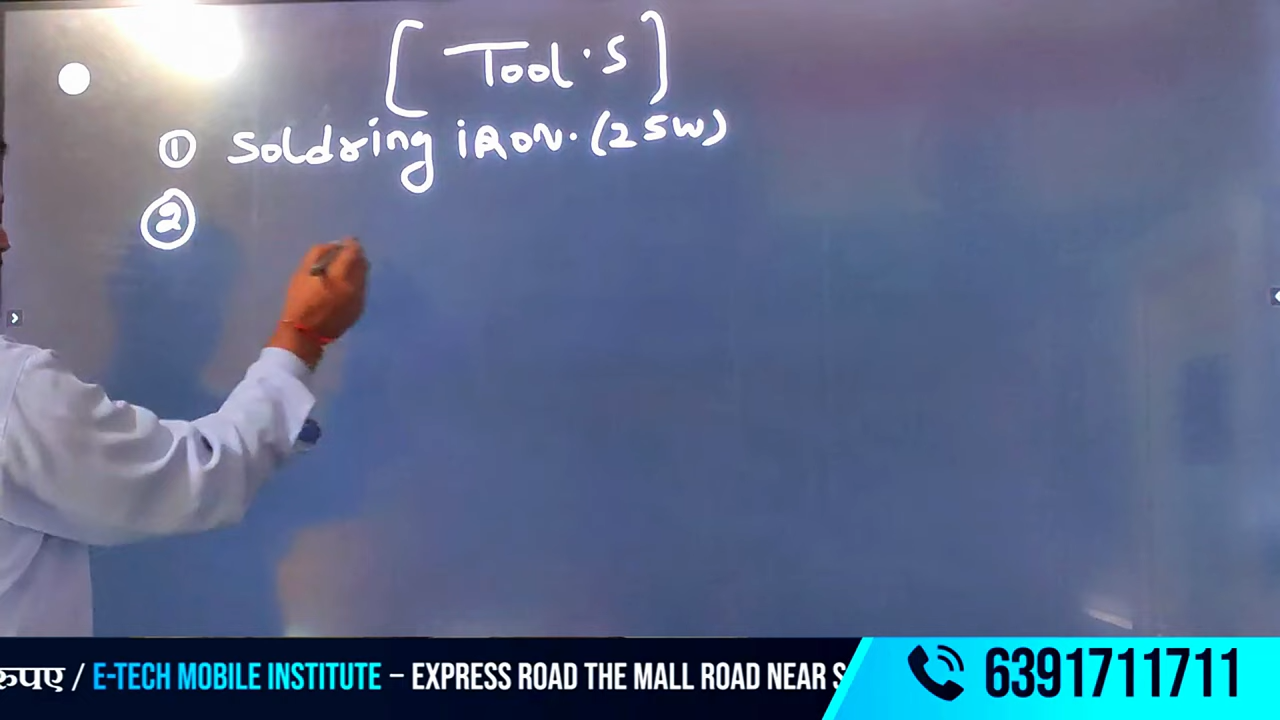 [ Tool.s ]
① Soldring iRON. (25W)
②
रुपए / E-TECH MOBILE INSTITUTE – EXPRESS ROAD THE MALL ROAD NEAR S
6391711711